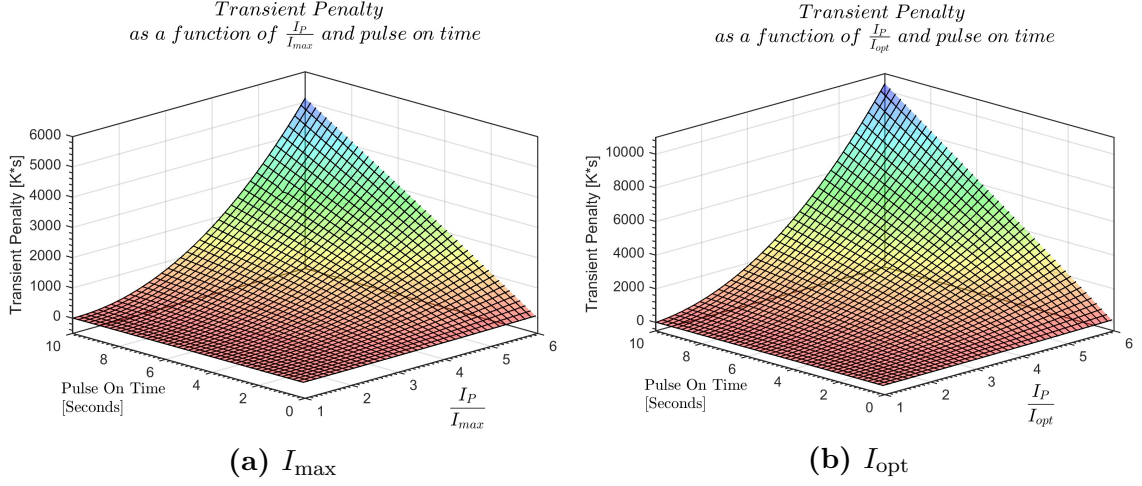 Transient Penalty
as a function of I_P/I_max and pulse on time
6000
5000
4000
3000
2000
1000
0
Transient Penalty [K*s]
10
8
6
4
2
0
Pulse On Time
[Seconds]
1
2
3
4
5
6
I_P/I_max
(a) I_max
Transient Penalty
as a function of I_P/I_opt and pulse on time
10000
8000
6000
4000
2000
0
Transient Penalty [K*s]
10
8
6
4
2
0
Pulse On Time
[Seconds]
1
2
3
4
5
6
I_P/I_opt
(b) I_opt